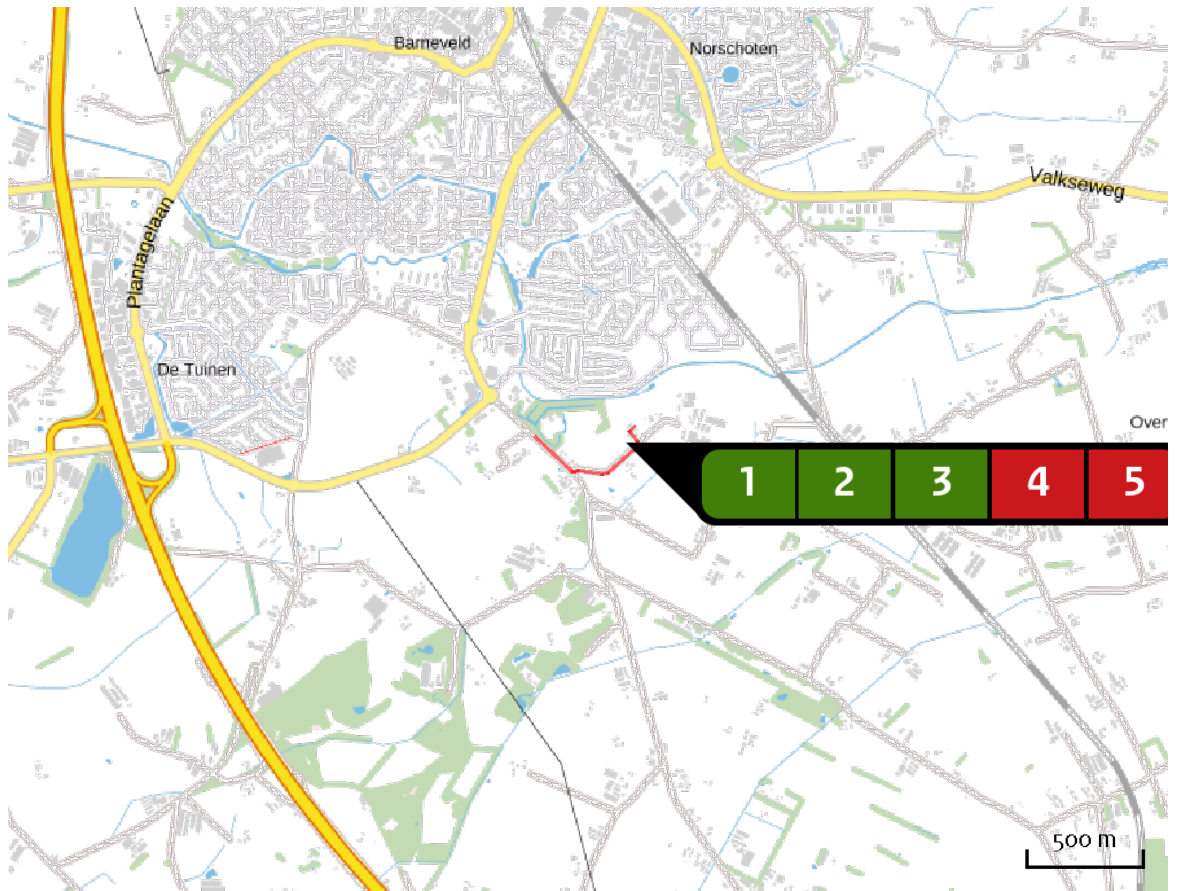 Barneveld
Norschoten
Valkseweg
Plantagelaan
De Tuinen
Over
1 2 3 4 5
500 m